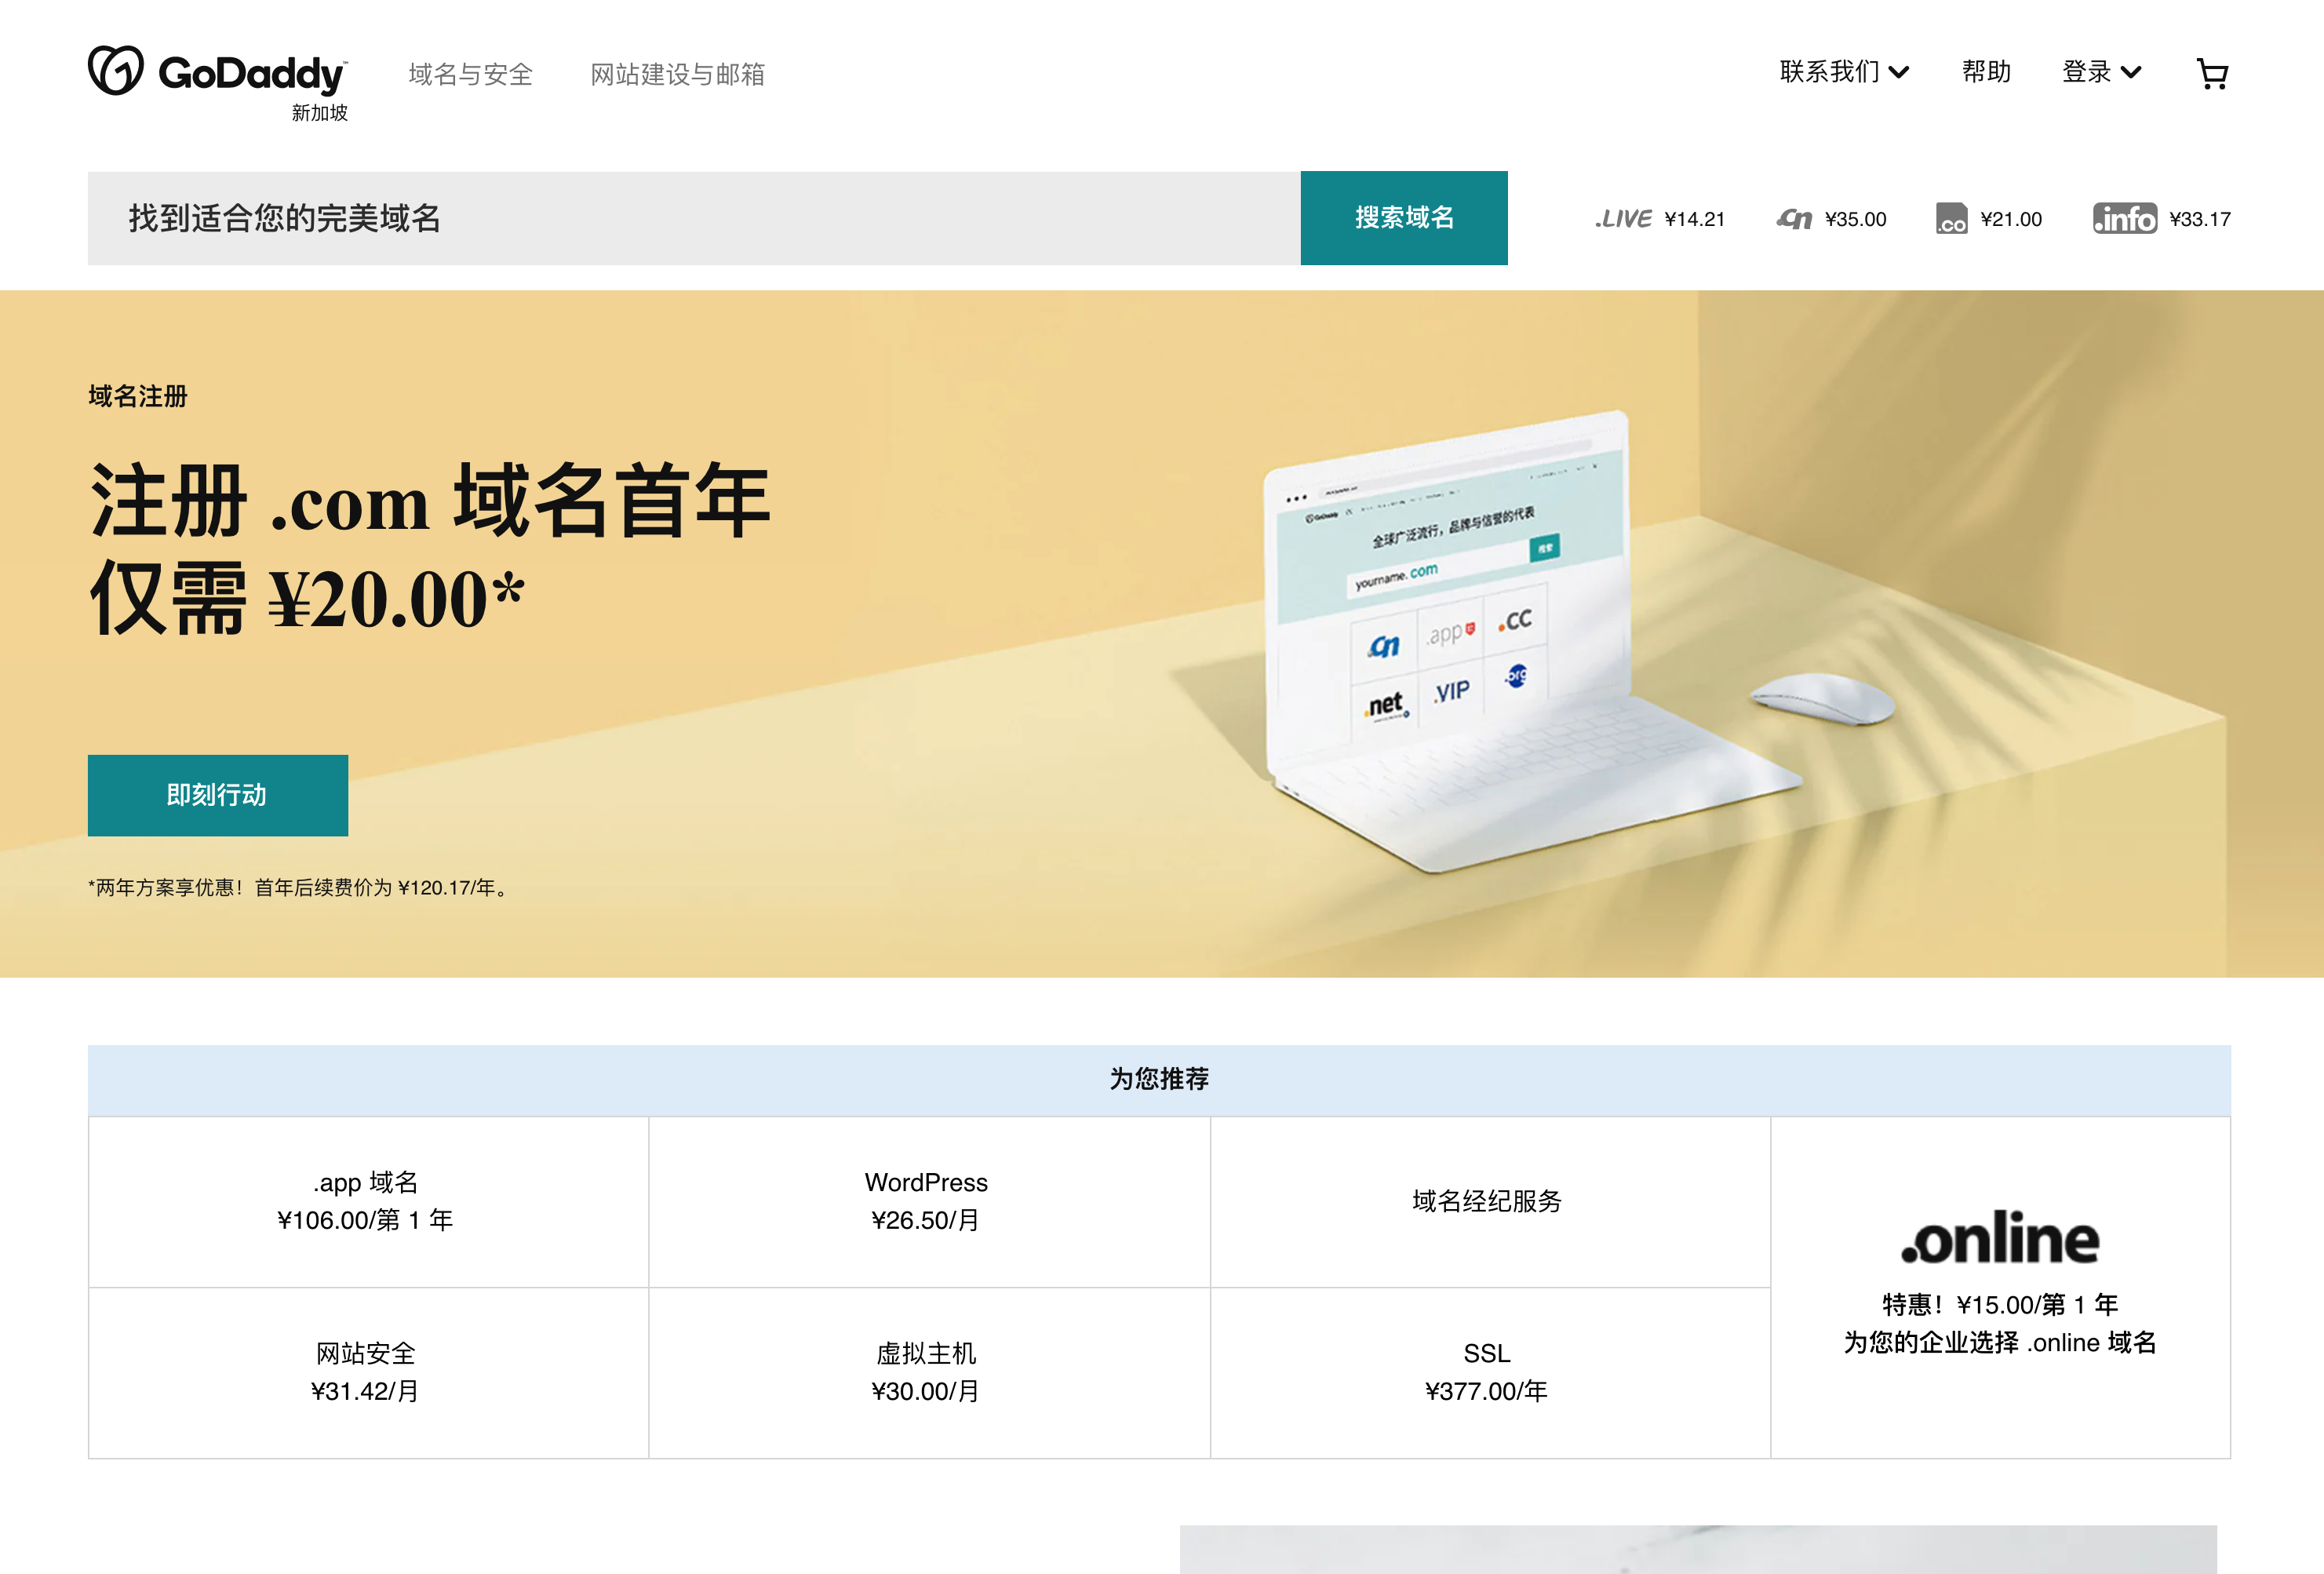 GoDaddy™
新加坡
域名与安全
网站建设与邮箱
联系我们
帮助
登录
找到适合您的完美域名
搜索域名
.LIVE ¥14.21
.cn ¥35.00
.co ¥21.00
.info ¥33.17
域名注册
注册 .com 域名首年
仅需 ¥20.00*
即刻行动
*两年方案享优惠！首年后续费价为 ¥120.17/年。
GoDaddy
全球广泛流行，品牌与信誉的代表
yourname.com
搜索
.cn
.app
.CC
.net
.VIP
.org
为您推荐
.app 域名
¥106.00/第 1 年
WordPress
¥26.50/月
域名经纪服务
网站安全
¥31.42/月
虚拟主机
¥30.00/月
SSL
¥377.00/年
.online
特惠！¥15.00/第 1 年
为您的企业选择 .online 域名